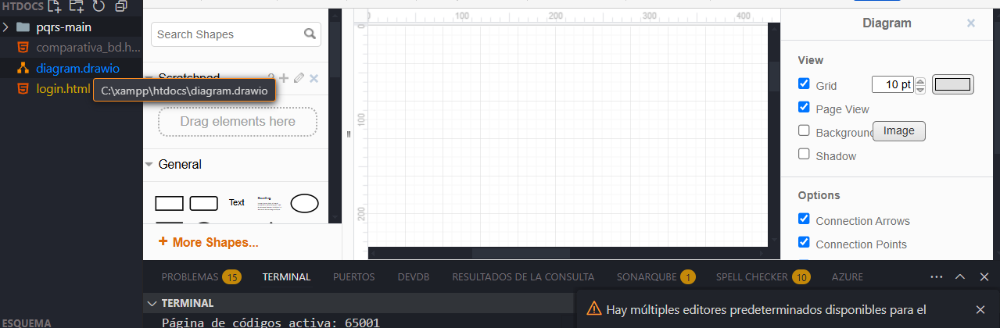 HTDOCS
pqrs-main
comparativa_bd.h...
diagram.drawio
login.html
C:\xampp\htdocs\diagram.drawio
ESQUEMA
Search Shapes
Scratchpad
?
Drag elements here
General
Text
Heading
+ More Shapes...
0 100 200 300 400
0
100
200
Diagram
View
Grid 10 pt
Page View
Background Image
Shadow
Options
Connection Arrows
Connection Points
PROBLEMAS 15 TERMINAL PUERTOS DEVDB RESULTADOS DE LA CONSULTA SONARQUBE 1 SPELL CHECKER 10 AZURE
TERMINAL
Página de códigos activa: 65001
Hay múltiples editores predeterminados disponibles para el